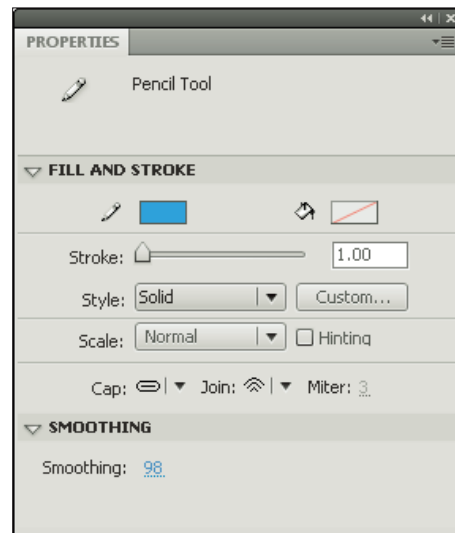 PROPERTIES
Pencil Tool
FILL AND STROKE
Stroke: 1.00
Style: Solid Custom...
Scale: Normal Hinting
Cap: Join: Miter: 3
SMOOTHING
Smoothing: 98